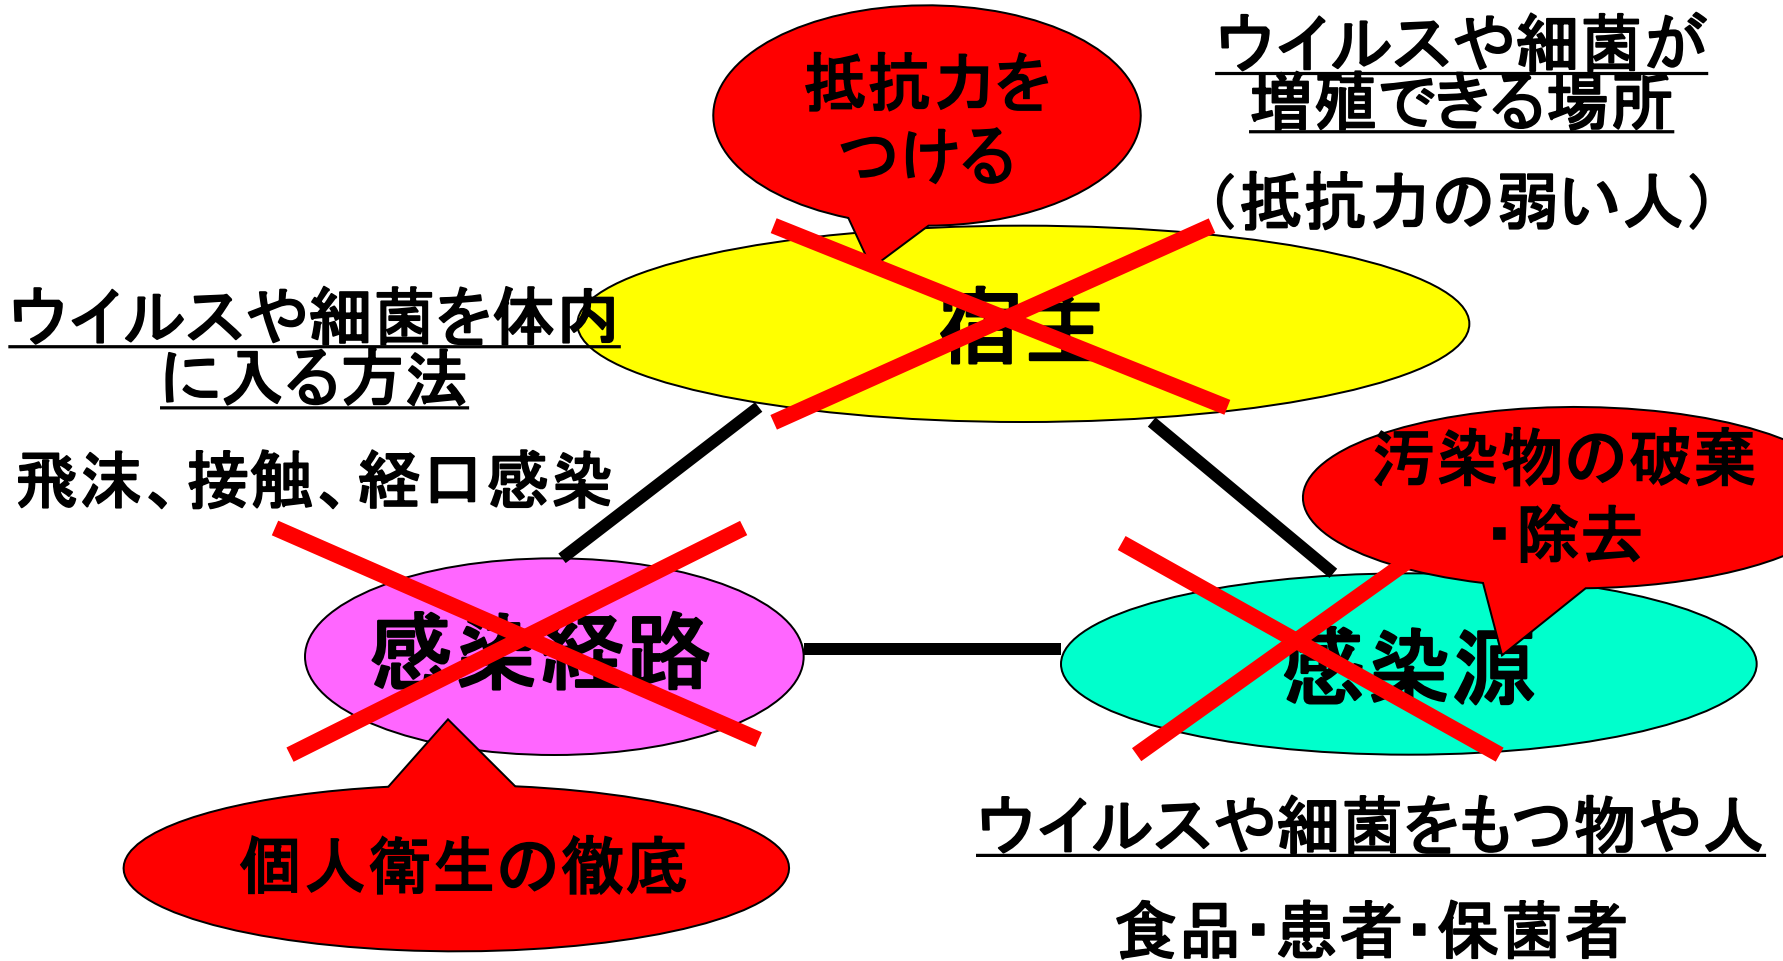 抵抗力を
つける
ウイルスや細菌が
増殖できる場所
（抵抗力の弱い人）
宿主
ウイルスや細菌を体内
に入る方法
飛沫、接触、経口感染
汚染物の破棄
・除去
感染経路
感染源
個人衛生の徹底
ウイルスや細菌をもつ物や人
食品・患者・保菌者